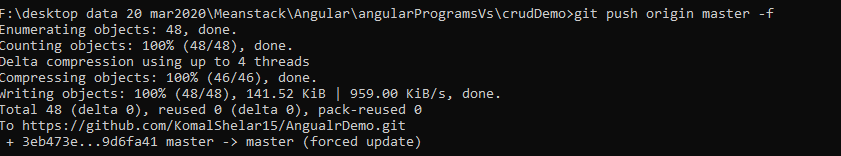 F:\desktop data 20 mar2020\Meanstack\Angular\angularProgramsVs\crudDemo>git push origin master -f
Enumerating objects: 48, done.
Counting objects: 100% (48/48), done.
Delta compression using up to 4 threads
Compressing objects: 100% (46/46), done.
Writing objects: 100% (48/48), 141.52 KiB | 959.00 KiB/s, done.
Total 48 (delta 0), reused 0 (delta 0), pack-reused 0
To https://github.com/KomalShelar15/AngualrDemo.git
 + 3eb473e...9d6fa41 master -> master (forced update)